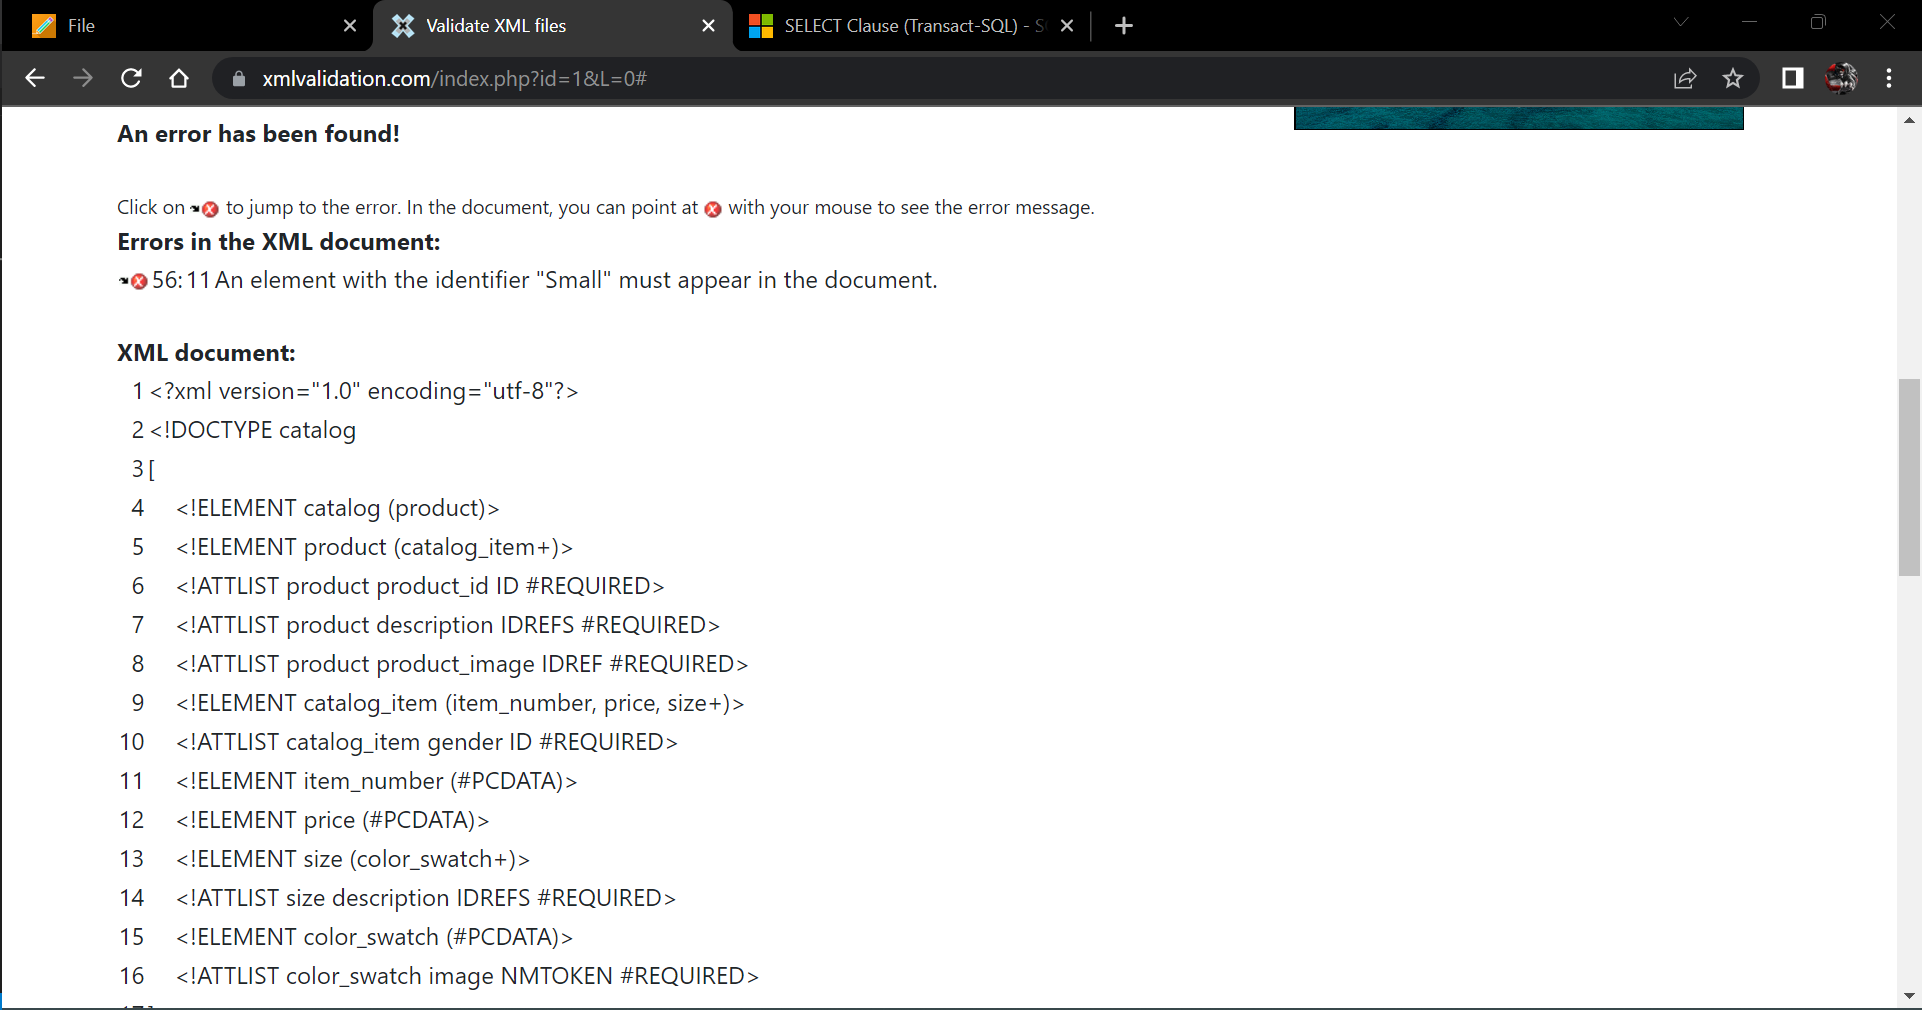 File
Validate XML files
SELECT Clause (Transact-SQL) -
xmlvalidation.com/index.php?id=1&L=0#
An error has been found!
Click on to jump to the error. In the document, you can point at with your mouse to see the error message.
Errors in the XML document:
56: 11 An element with the identifier "Small" must appear in the document.
XML document:
1 <?xml version="1.0" encoding="utf-8"?>
2 <!DOCTYPE catalog
3 [
4 <!ELEMENT catalog (product)>
5 <!ELEMENT product (catalog_item+)>
6 <!ATTLIST product product_id ID #REQUIRED>
7 <!ATTLIST product description IDREFS #REQUIRED>
8 <!ATTLIST product product_image IDREF #REQUIRED>
9 <!ELEMENT catalog_item (item_number, price, size+)>
10 <!ATTLIST catalog_item gender ID #REQUIRED>
11 <!ELEMENT item_number (#PCDATA)>
12 <!ELEMENT price (#PCDATA)>
13 <!ELEMENT size (color_swatch+)>
14 <!ATTLIST size description IDREFS #REQUIRED>
15 <!ELEMENT color_swatch (#PCDATA)>
16 <!ATTLIST color_swatch image NMTOKEN #REQUIRED>